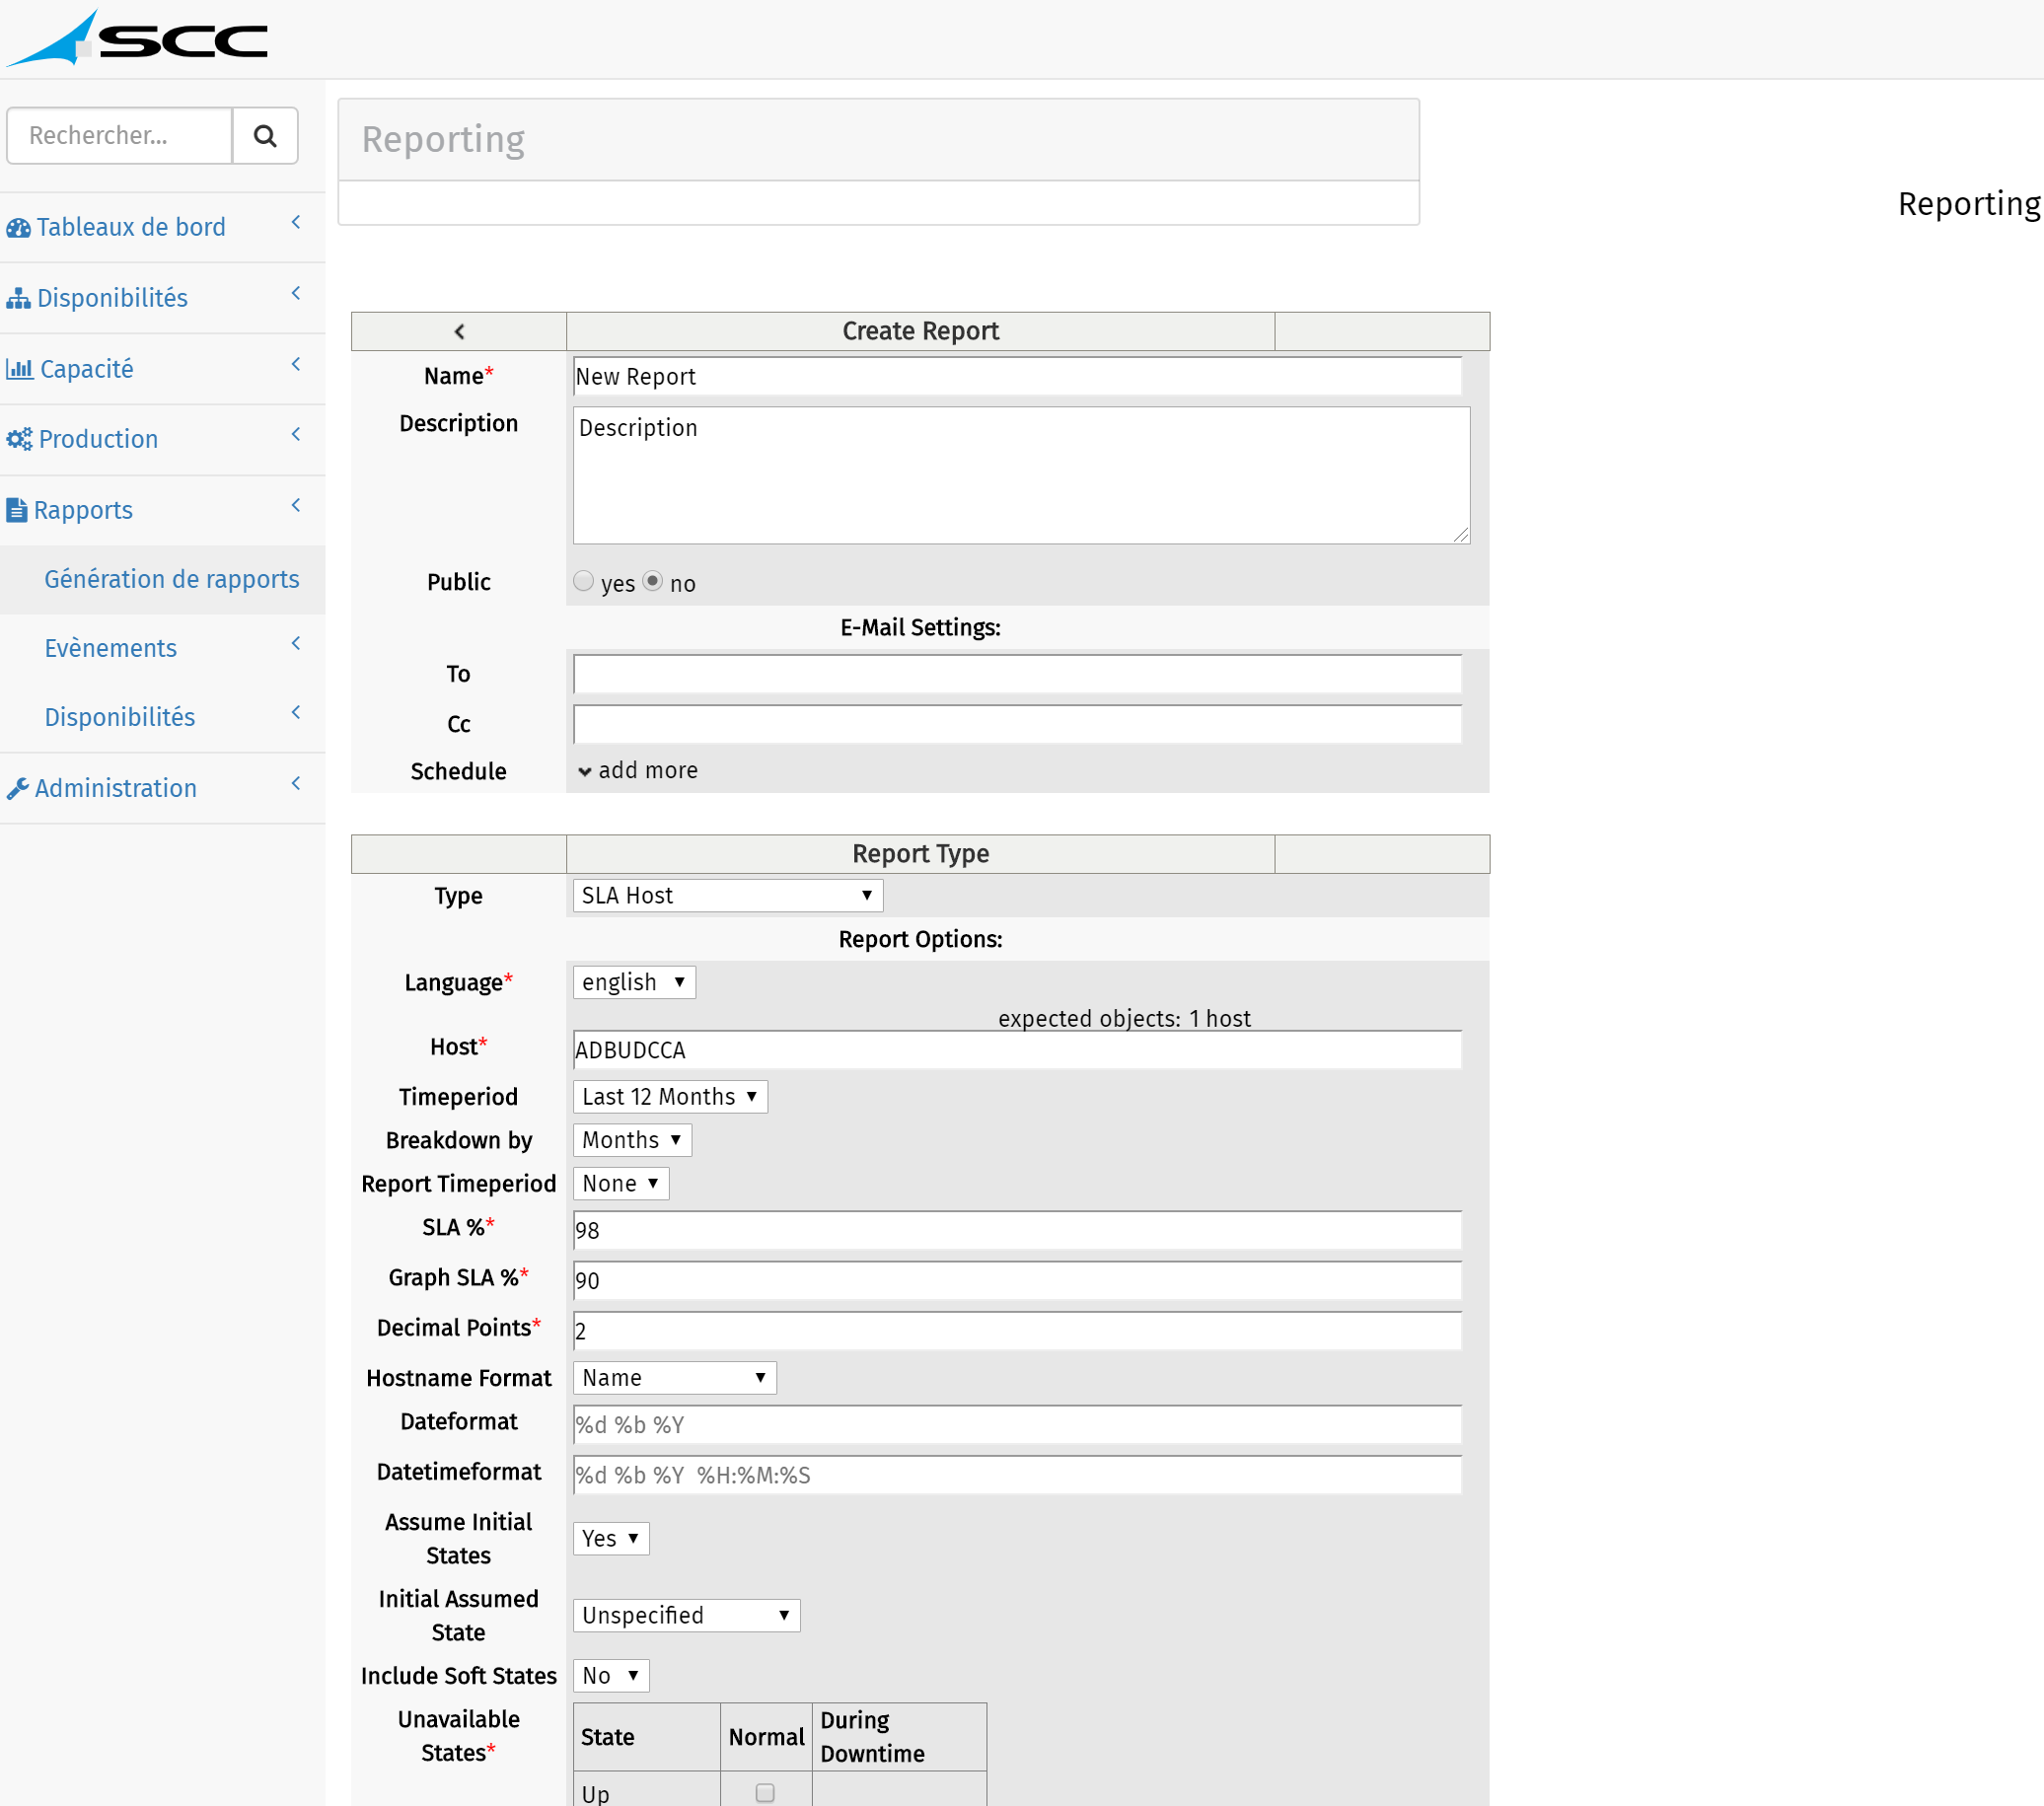 SCC
Rechercher...
Reporting
Reporting
Tableaux de bord
Disponibilités
Capacité
Production
Rapports
Génération de rapports
Evènements
Disponibilités
Administration
Create Report
Name* New Report
Description Description
Public yes no
E-Mail Settings:
To
Cc
Schedule add more
Report Type
Type SLA Host
Report Options:
Language* english
expected objects: 1 host
Host* ADBUDCCA
Timeperiod Last 12 Months
Breakdown by Months
Report Timeperiod None
SLA %* 98
Graph SLA %* 90
Decimal Points* 2
Hostname Format Name
Dateformat %d %b %Y
Datetimeformat %d %b %Y %H:%M:%S
Assume Initial
States Yes
Initial Assumed
State Unspecified
Include Soft States No
Unavailable
States*
State Normal During
Downtime
Up